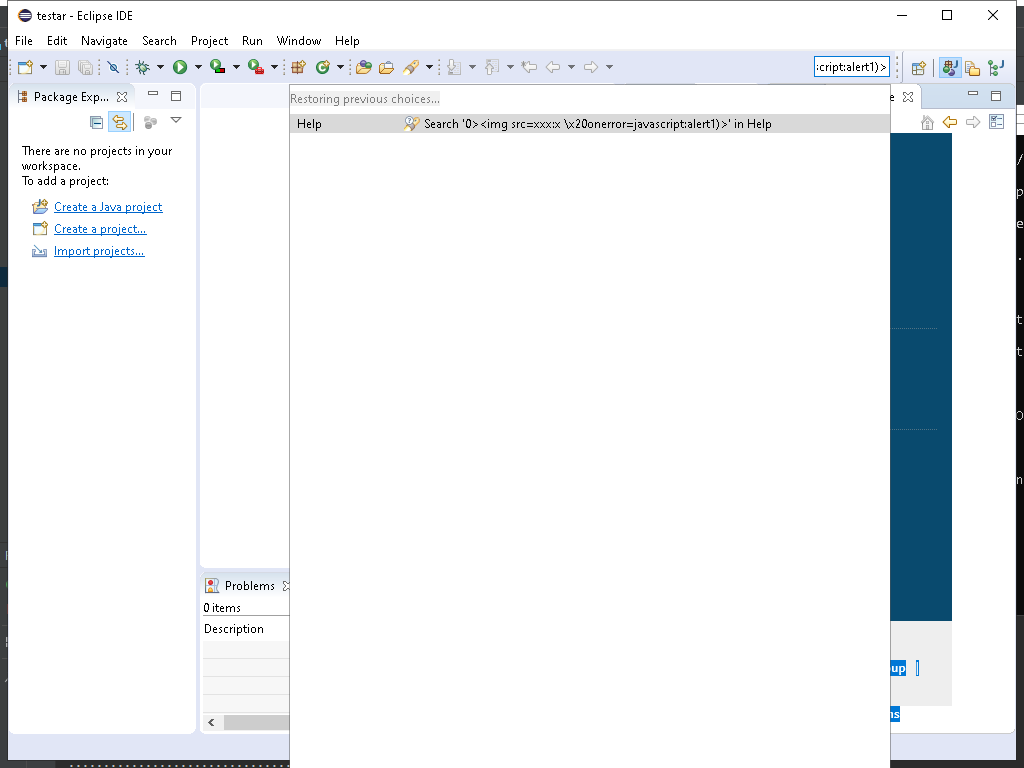 testar - Eclipse IDE
File Edit Navigate Search Project Run Window Help
:cript:alert1)>
Package Exp...
There are no projects in your
workspace.
To add a project:
Create a Java project
Create a project...
Import projects...
Restoring previous choices...
Help Search '0><img src=xxx:x \x20onerror=javascript:alert1)>' in Help
e
Problems
0 items
Description
up
ns